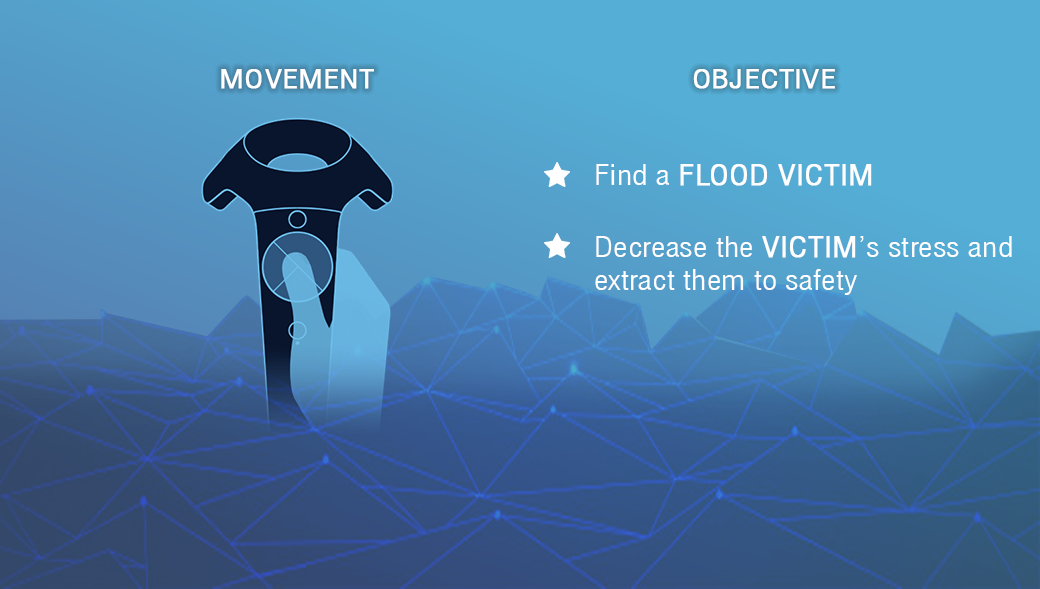 MOVEMENT
OBJECTIVE
Find a FLOOD VICTIM
Decrease the VICTIM’s stress and
extract them to safety